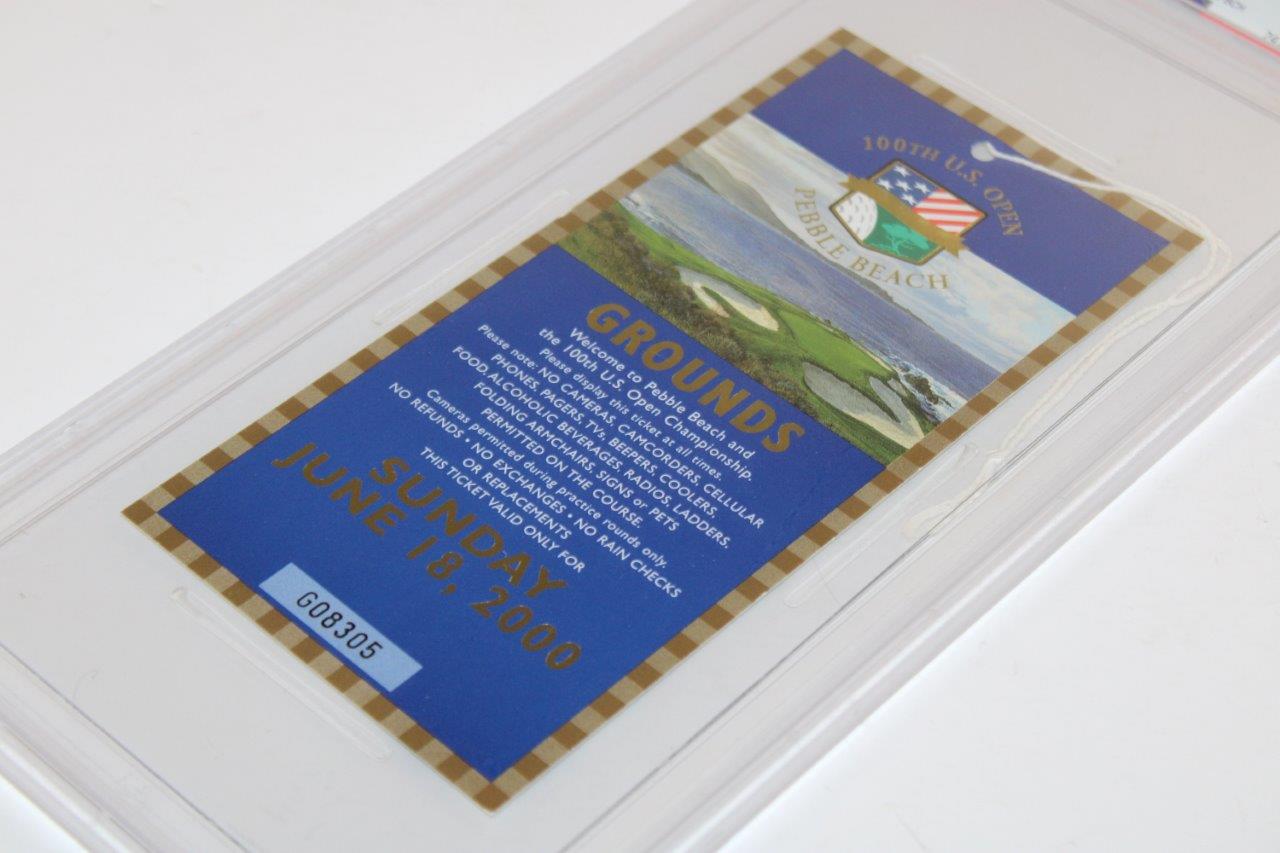 100TH U.S. OPEN
PEBBLE BEACH
GROUNDS
Welcome to Pebble Beach and
the 100th U.S. Open Championship.
Please display this ticket at all times.
Please note: NO CAMERAS, CAMCORDERS, CELLULAR
PHONES, PAGERS, TVs, BEEPERS, COOLERS,
FOOD, ALCOHOLIC BEVERAGES, RADIOS, LADDERS,
FOLDING ARMCHAIRS, SIGNS or PETS
PERMITTED ON THE COURSE.
Cameras permitted during practice rounds only.
NO REFUNDS • NO EXCHANGES • NO RAIN CHECKS
OR REPLACEMENTS
THIS TICKET VALID ONLY FOR
SUNDAY
JUNE 18, 2000
G08305